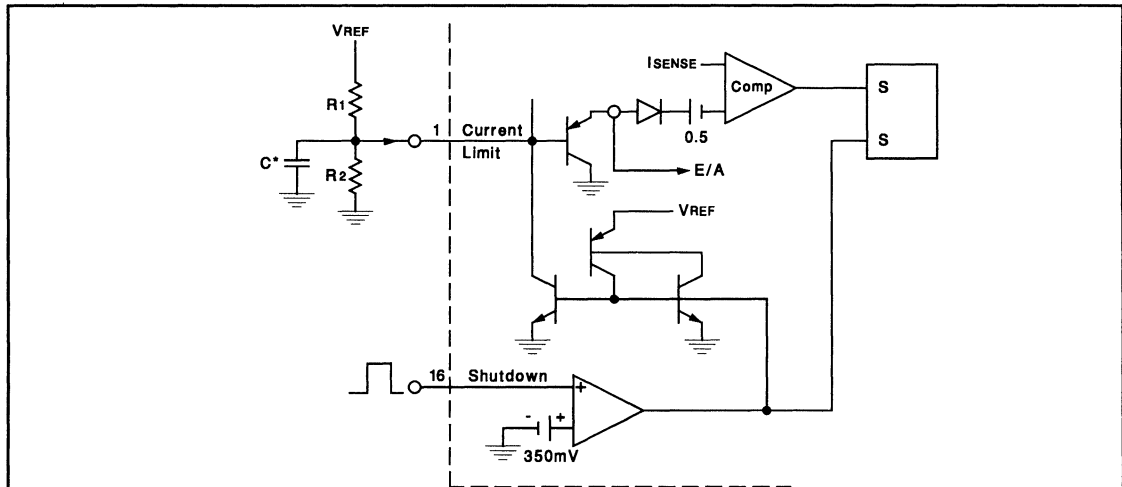 VREF
R1
C*
R2
1 Current
Limit
ISENSE
Comp
0.5
E/A
S
S
VREF
16 Shutdown
+
- +
350mV